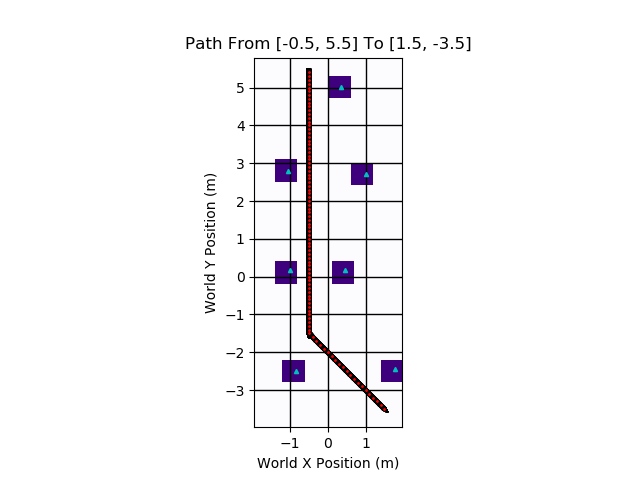 Path From [-0.5, 5.5] To [1.5, -3.5]
5
4
3
2
1
0
−1
−2
−3
World Y Position (m)
−1 0 1
World X Position (m)